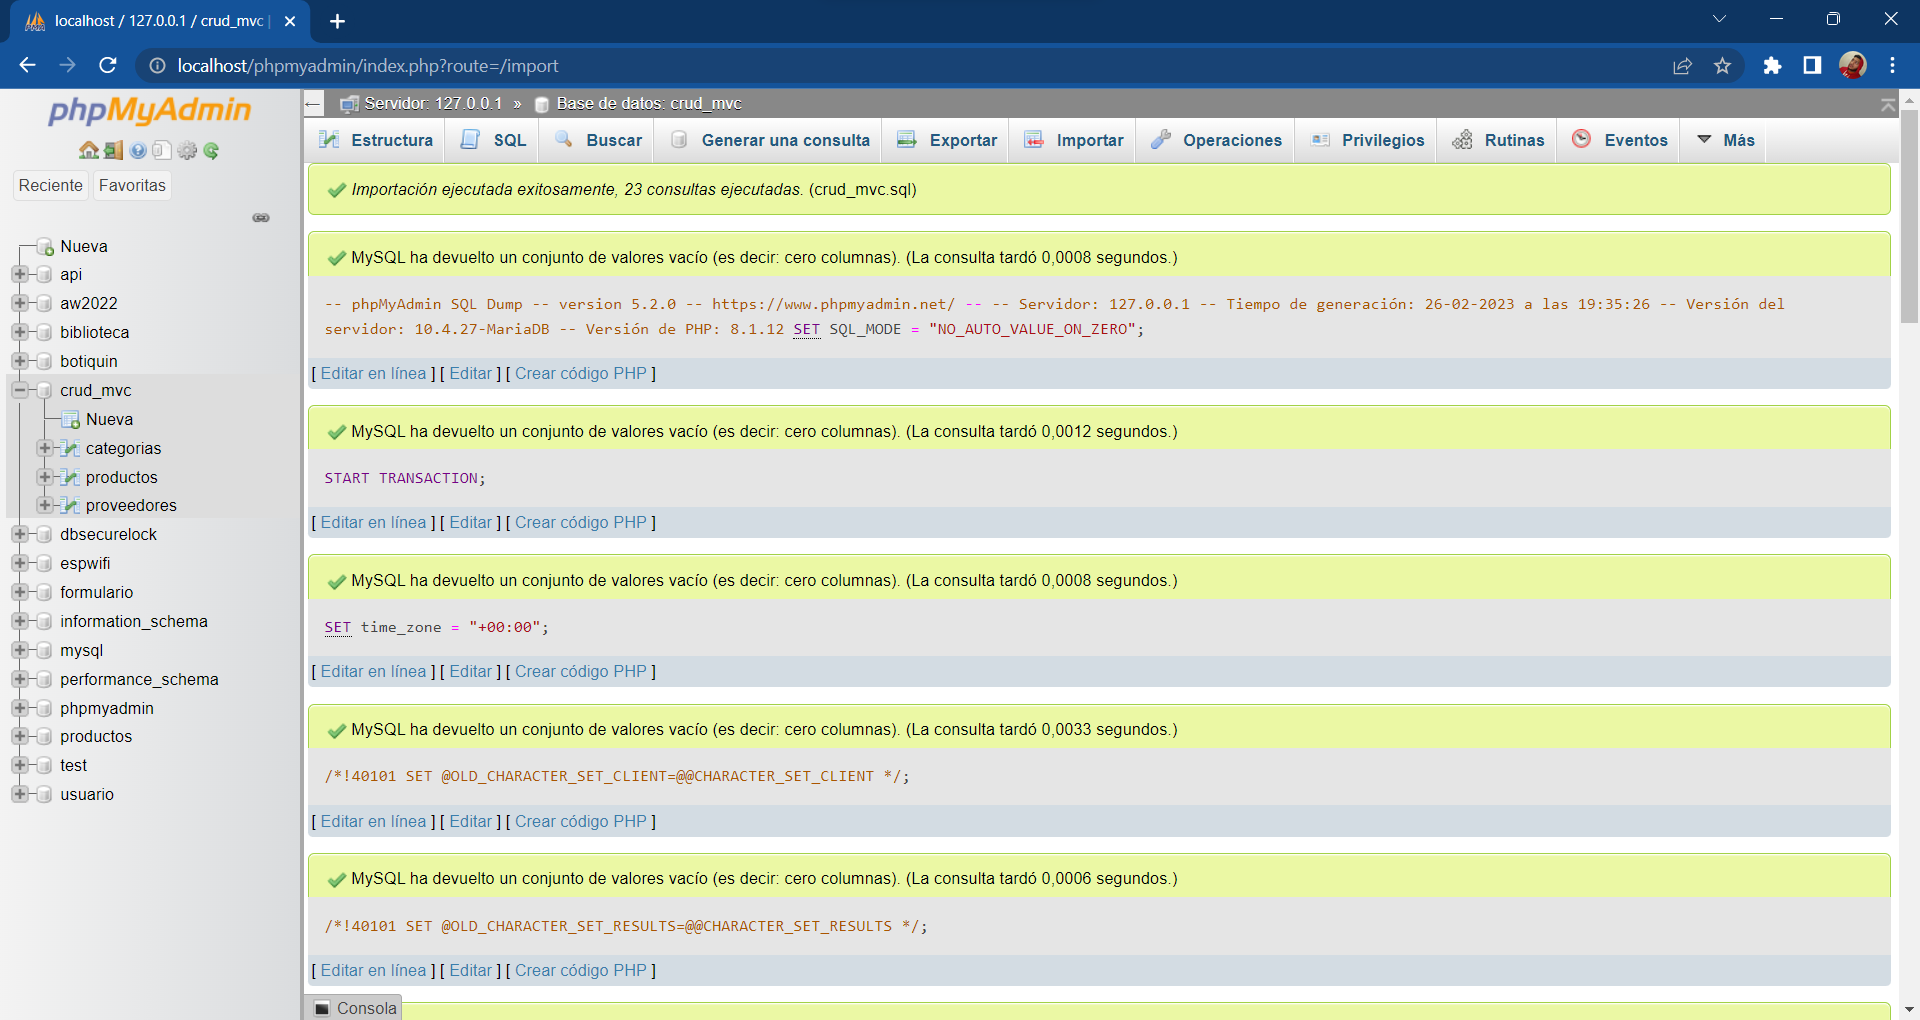 localhost / 127.0.0.1 / crud_mvc |
localhost/phpmyadmin/index.php?route=/import
phpMyAdmin
Reciente Favoritas
Nueva
api
aw2022
biblioteca
botiquin
crud_mvc
Nueva
categorias
productos
proveedores
dbsecurelock
espwifi
formulario
information_schema
mysql
performance_schema
phpmyadmin
productos
test
usuario
Servidor: 127.0.0.1 » Base de datos: crud_mvc
Estructura SQL Buscar Generar una consulta Exportar Importar Operaciones Privilegios Rutinas Eventos Más
Importación ejecutada exitosamente, 23 consultas ejecutadas. (crud_mvc.sql)
MySQL ha devuelto un conjunto de valores vacío (es decir: cero columnas). (La consulta tardó 0,0008 segundos.)
-- phpMyAdmin SQL Dump -- version 5.2.0 -- https://www.phpmyadmin.net/ -- -- Servidor: 127.0.0.1 -- Tiempo de generación: 26-02-2023 a las 19:35:26 -- Versión del
servidor: 10.4.27-MariaDB -- Versión de PHP: 8.1.12 SET SQL_MODE = "NO_AUTO_VALUE_ON_ZERO";
[ Editar en línea ] [ Editar ] [ Crear código PHP ]
MySQL ha devuelto un conjunto de valores vacío (es decir: cero columnas). (La consulta tardó 0,0012 segundos.)
START TRANSACTION;
[ Editar en línea ] [ Editar ] [ Crear código PHP ]
MySQL ha devuelto un conjunto de valores vacío (es decir: cero columnas). (La consulta tardó 0,0008 segundos.)
SET time_zone = "+00:00";
[ Editar en línea ] [ Editar ] [ Crear código PHP ]
MySQL ha devuelto un conjunto de valores vacío (es decir: cero columnas). (La consulta tardó 0,0033 segundos.)
/*!40101 SET @OLD_CHARACTER_SET_CLIENT=@@CHARACTER_SET_CLIENT */;
[ Editar en línea ] [ Editar ] [ Crear código PHP ]
MySQL ha devuelto un conjunto de valores vacío (es decir: cero columnas). (La consulta tardó 0,0006 segundos.)
/*!40101 SET @OLD_CHARACTER_SET_RESULTS=@@CHARACTER_SET_RESULTS */;
[ Editar en línea ] [ Editar ] [ Crear código PHP ]
Consola